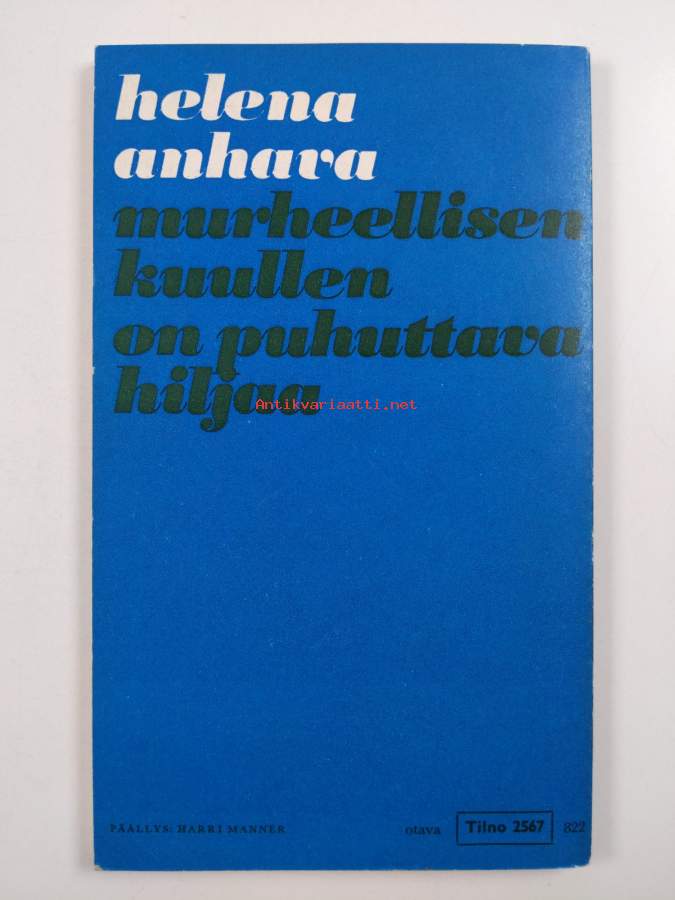 helena
anhava
murheellisen
kuullen
on puhuttava
hiljaa
Antikvariaatti.net
PÄÄLLYS: HARRI MANNER
otava Tilno 2567 822